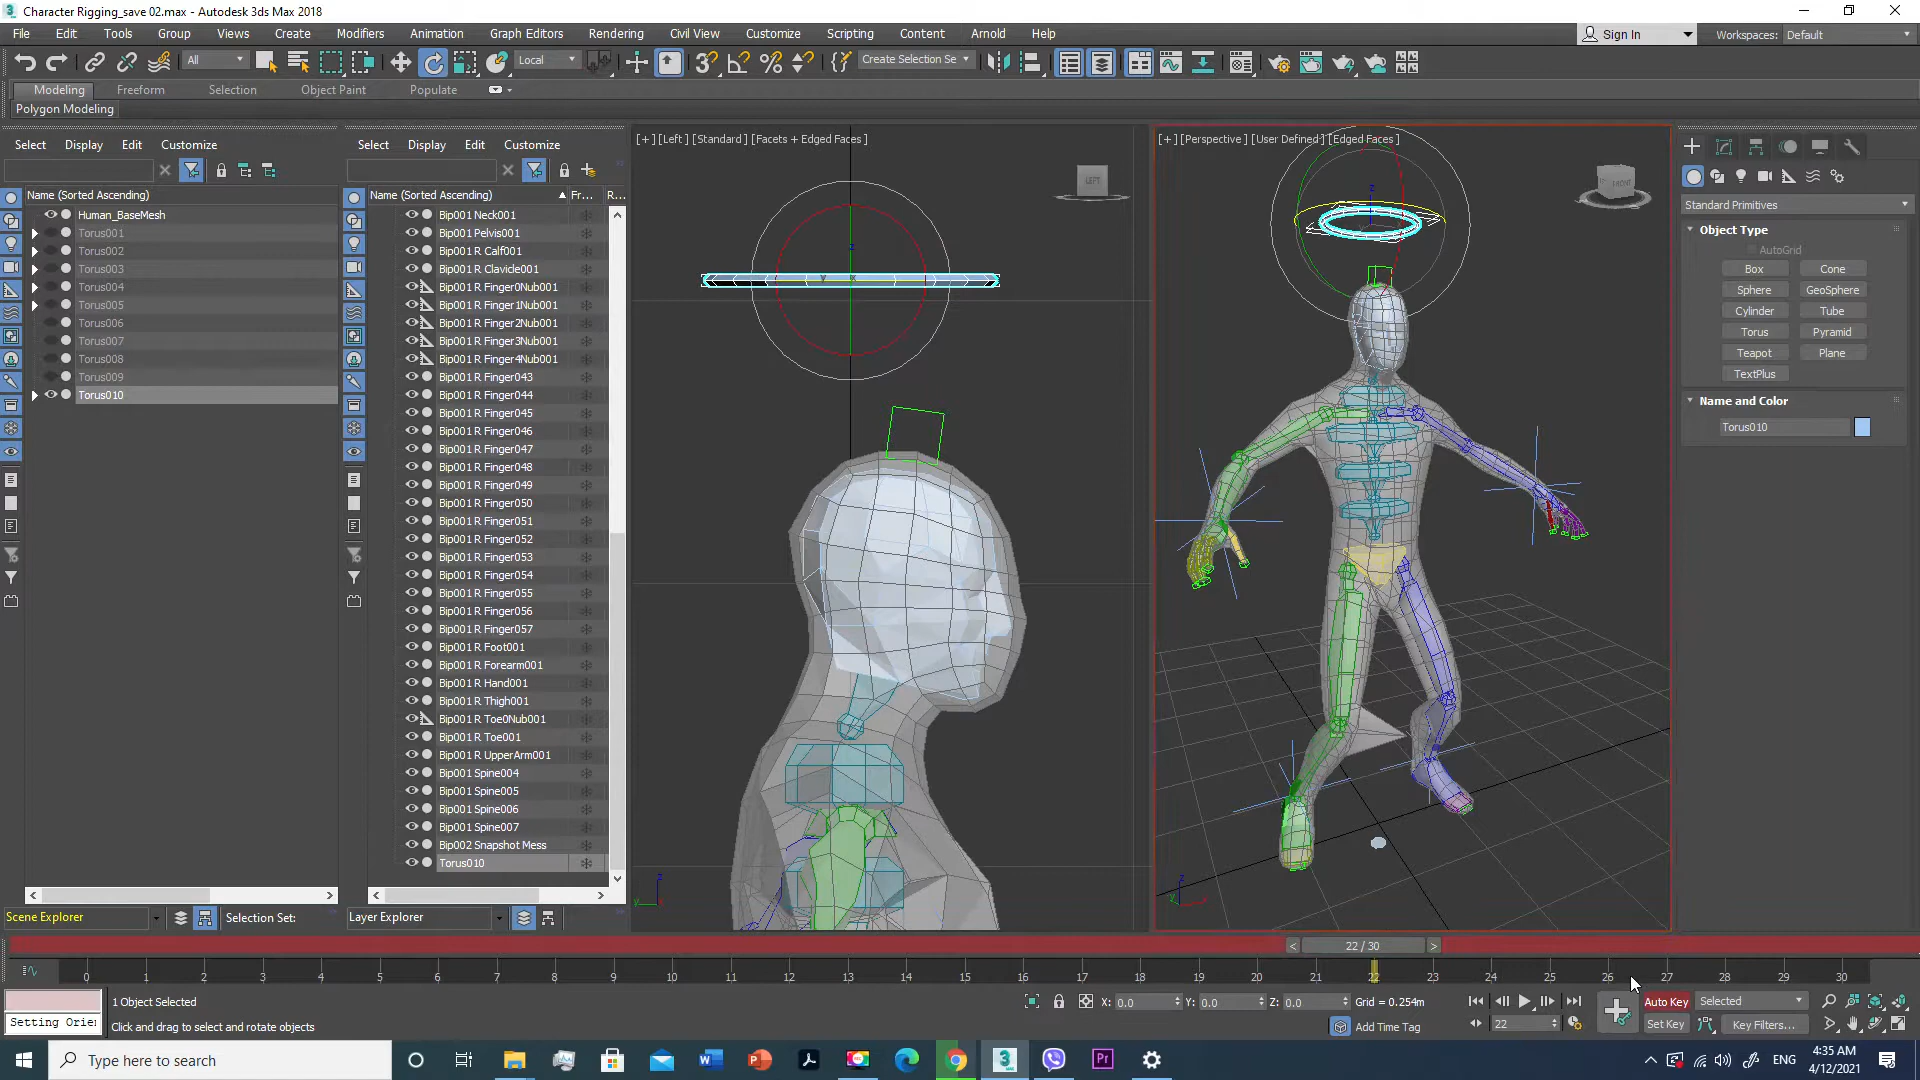 Character Rigging_save 02.max - Autodesk 3ds Max 2018
File Edit Tools Group Views Create Modifiers Animation Graph Editors Rendering Civil View Customize Scripting Content Arnold Help
Sign In
Workspaces: Default
All
Local
Create Selection Se
Modeling Freeform Selection Object Paint Populate
Polygon Modeling
Select Display Edit Customize
Name (Sorted Ascending)
Human_BaseMesh
Torus001
Torus002
Torus003
Torus004
Torus005
Torus006
Torus007
Torus008
Torus009
Torus010
Scene Explorer
Selection Set:
Select Display Edit Customize
Name (Sorted Ascending) Fr... R...
Bip001 Neck001
Bip001 Pelvis001
Bip001 R Calf001
Bip001 R Clavicle001
Bip001 R Finger0Nub001
Bip001 R Finger1Nub001
Bip001 R Finger2Nub001
Bip001 R Finger3Nub001
Bip001 R Finger4Nub001
Bip001 R Finger043
Bip001 R Finger044
Bip001 R Finger045
Bip001 R Finger046
Bip001 R Finger047
Bip001 R Finger048
Bip001 R Finger049
Bip001 R Finger050
Bip001 R Finger051
Bip001 R Finger052
Bip001 R Finger053
Bip001 R Finger054
Bip001 R Finger055
Bip001 R Finger056
Bip001 R Finger057
Bip001 R Foot001
Bip001 R Forearm001
Bip001 R Hand001
Bip001 R Thigh001
Bip001 R Toe0Nub001
Bip001 R Toe001
Bip001 R UpperArm001
Bip001 Spine004
Bip001 Spine005
Bip001 Spine006
Bip001 Spine007
Bip002 Snapshot Mess
Torus010
Layer Explorer
[+] [Left] [Standard] [Facets + Edged Faces]
LEFT
[+] [Perspective] [User Defined] [Edged Faces]
FRONT
Standard Primitives
Object Type
AutoGrid
Box Cone
Sphere GeoSphere
Cylinder Tube
Torus Pyramid
Teapot Plane
TextPlus
Name and Color
Torus010
< 22 / 30 >
0 1 2 3 4 5 6 7 8 9 10 11 12 13 14 15 16 17 18 19 20 21 22 23 24 25 26 27 28 29 30
1 Object Selected
X: 0.0 Y: 0.0 Z: 0.0 Grid = 0.254m
Auto Key
Selected
Setting Orien
Click and drag to select and rotate objects
Add Time Tag
22
Set Key
Key Filters...
Type here to search
ENG
4:35 AM
4/12/2021